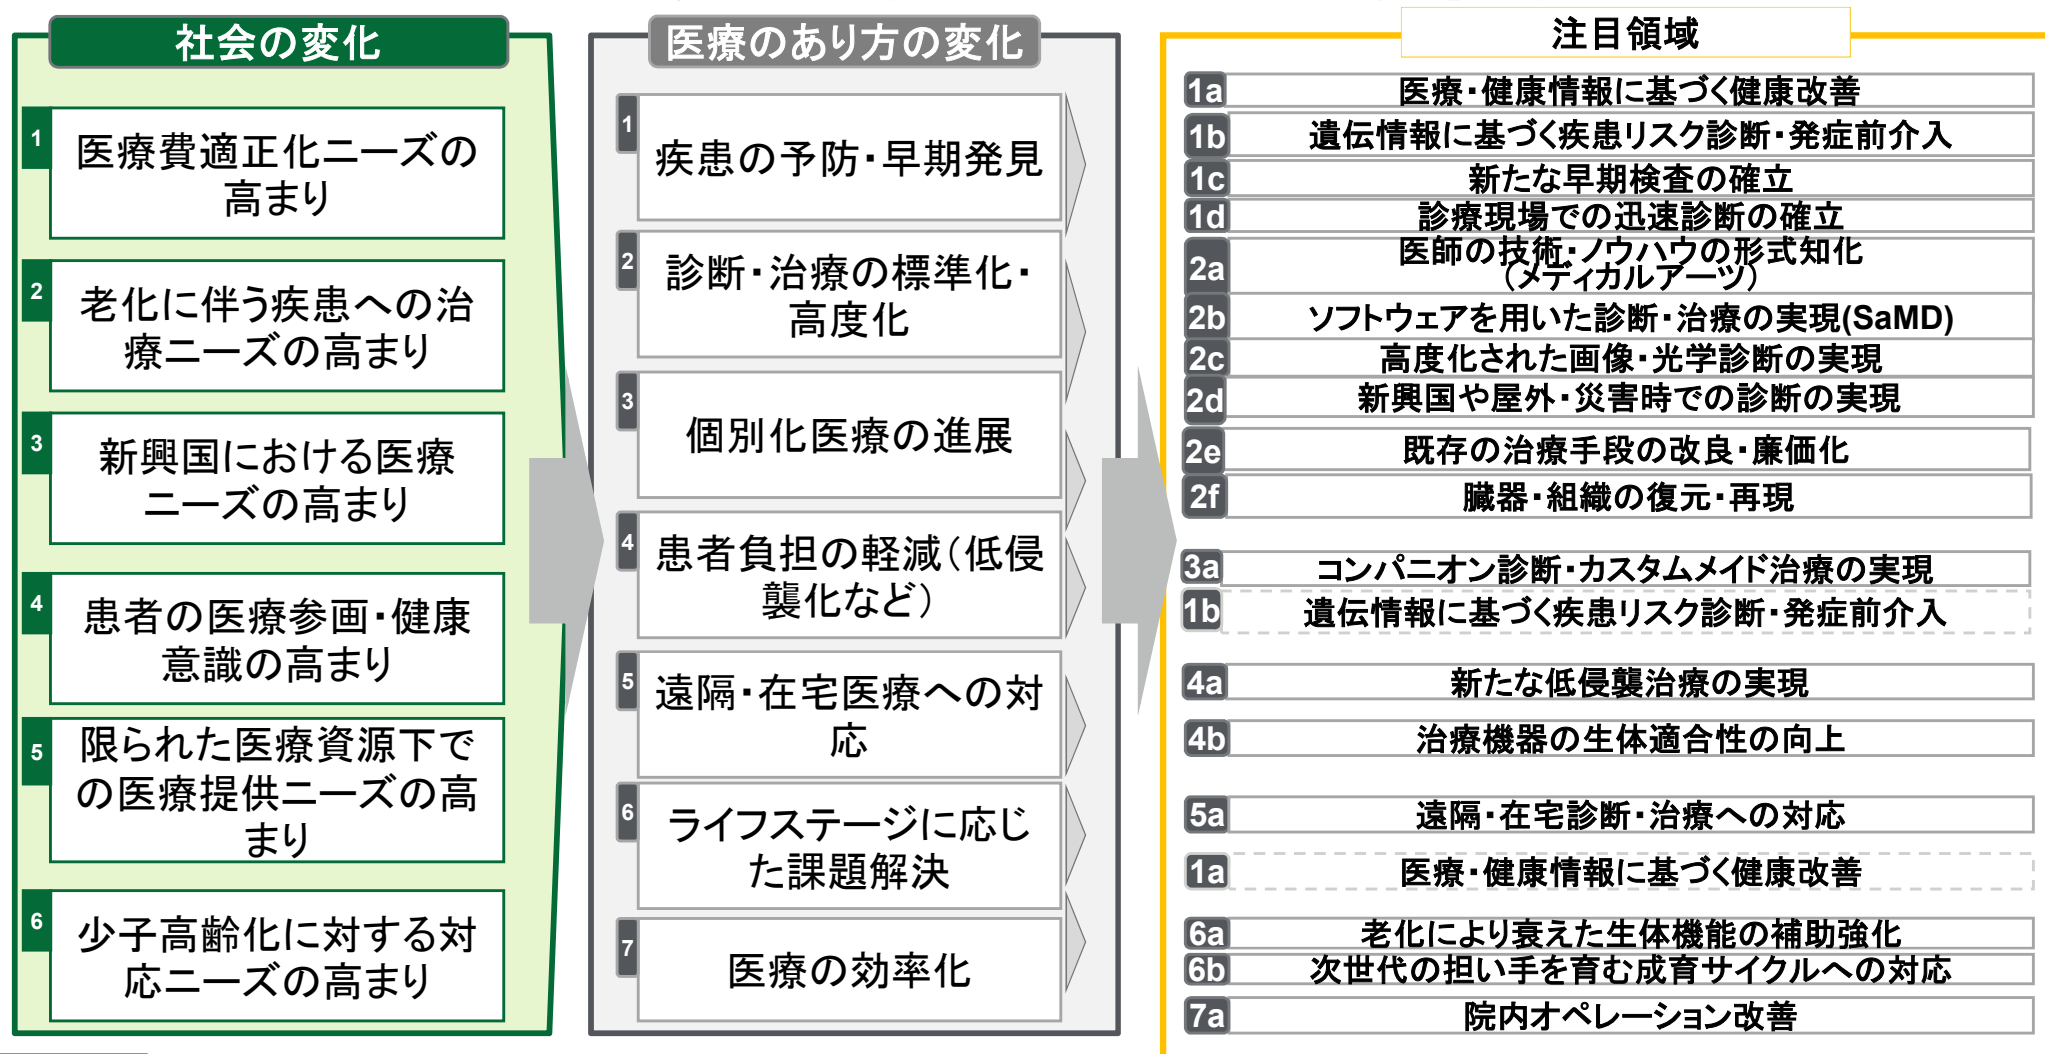 社会の変化
1
医療費適正化ニーズの
高まり
2
老化に伴う疾患への治
療ニーズの高まり
3
新興国における医療
ニーズの高まり
4
患者の医療参画・健康
意識の高まり
5
限られた医療資源下で
の医療提供ニーズの高
まり
6
少子高齢化に対する対
応ニーズの高まり
医療のあり方の変化
1
疾患の予防・早期発見
2
診断・治療の標準化・
高度化
3
個別化医療の進展
4
患者負担の軽減（低侵
襲化など）
5
遠隔・在宅医療への対
応
6
ライフステージに応じ
た課題解決
7
医療の効率化
注目領域
1a 医療・健康情報に基づく健康改善
1b 遺伝情報に基づく疾患リスク診断・発症前介入
1c 新たな早期検査の確立
1d 診療現場での迅速診断の確立
2a 医師の技術・ノウハウの形式知化
（メディカルアーツ）
2b ソフトウェアを用いた診断・治療の実現(SaMD)
2c 高度化された画像・光学診断の実現
2d 新興国や屋外・災害時での診断の実現
2e 既存の治療手段の改良・廉価化
2f 臓器・組織の復元・再現
3a コンパニオン診断・カスタムメイド治療の実現
1b 遺伝情報に基づく疾患リスク診断・発症前介入
4a 新たな低侵襲治療の実現
4b 治療機器の生体適合性の向上
5a 遠隔・在宅診断・治療への対応
1a 医療・健康情報に基づく健康改善
6a 老化により衰えた生体機能の補助強化
6b 次世代の担い手を育む成育サイクルへの対応
7a 院内オペレーション改善